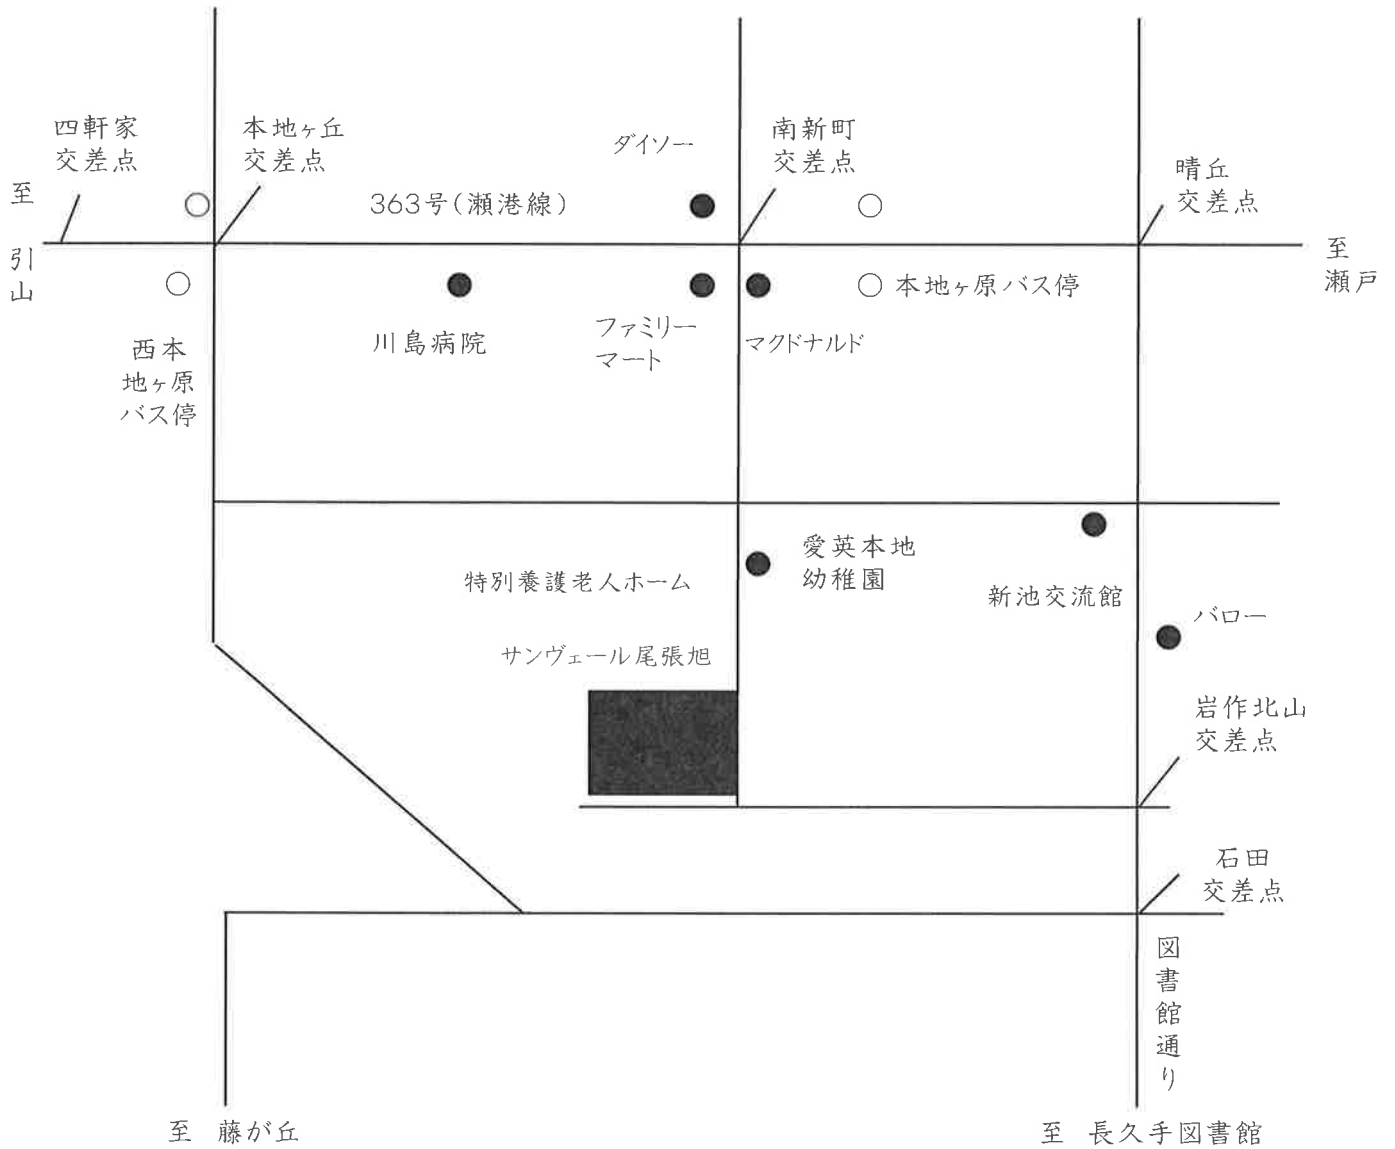 四軒家
交差点
本地ヶ丘
交差点
ダイソー
南新町
交差点
晴丘
交差点
至
引山
363号(瀬港線)
至
瀬戸
本地ヶ原バス停
西本
地ヶ原
バス停
川島病院
ファミリー
マート
マクドナルド
愛英本地
幼稚園
特別養護老人ホーム
新池交流館
バロー
サンヴェール尾張旭
岩作北山
交差点
石田
交差点
図書館通り
至 藤が丘
至 長久手図書館